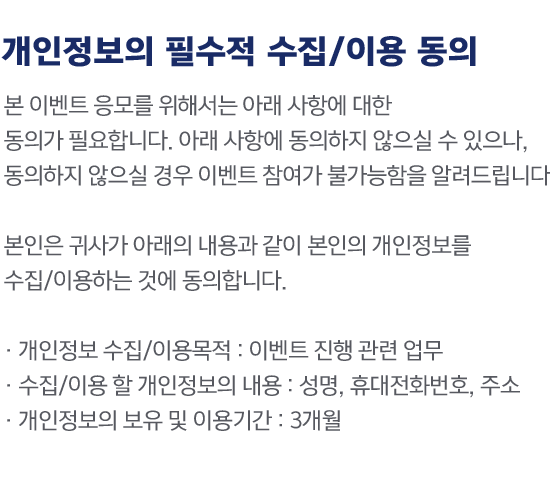 개인정보의 필수적 수집/이용 동의
본 이벤트 응모를 위해서는 아래 사항에 대한
동의가 필요합니다. 아래 사항에 동의하지 않으실 수 있으나,
동의하지 않으실 경우 이벤트 참여가 불가능함을 알려드립니다
본인은 귀사가 아래의 내용과 같이 본인의 개인정보를
수집/이용하는 것에 동의합니다.
· 개인정보 수집/이용목적 : 이벤트 진행 관련 업무
· 수집/이용 할 개인정보의 내용 : 성명, 휴대전화번호, 주소
· 개인정보의 보유 및 이용기간 : 3개월